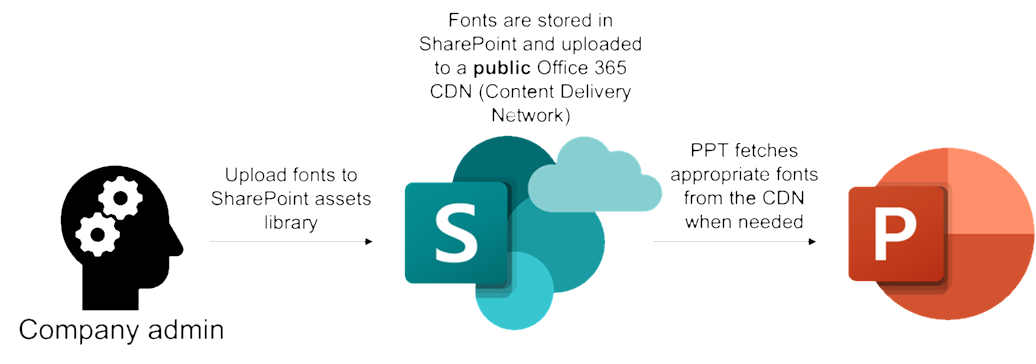 Fonts are stored in
SharePoint and uploaded
to a public Office 365
CDN (Content Delivery
Network)
Upload fonts to
SharePoint assets
library
PPT fetches
appropriate fonts
from the CDN
when needed
S
P
Company admin